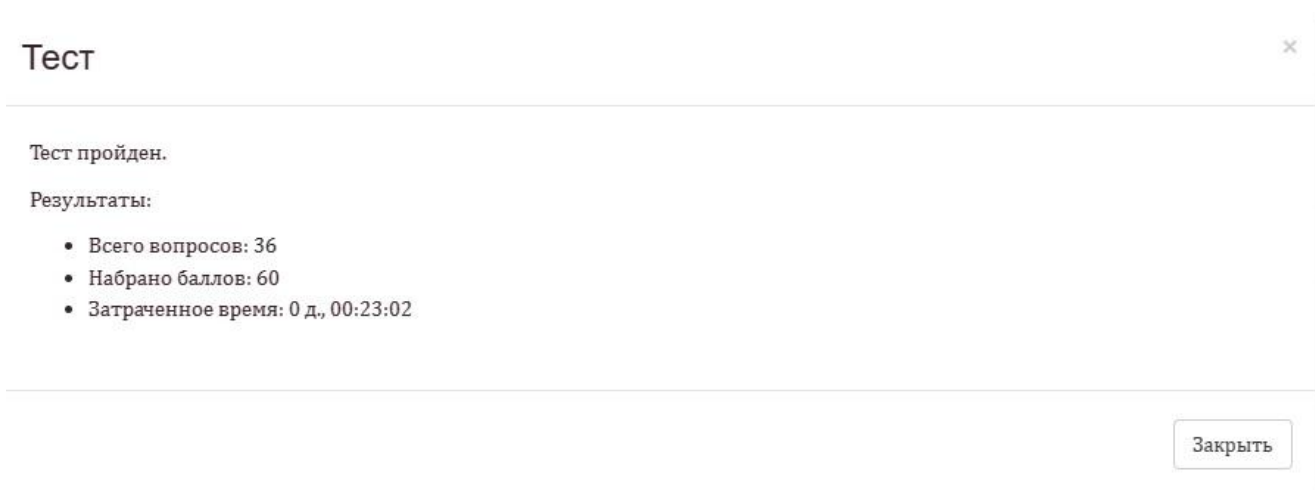 Тест
×
Тест пройден.
Результаты:
• Всего вопросов: 36
• Набрано баллов: 60
• Затраченное время: 0 д., 00:23:02
Закрыть